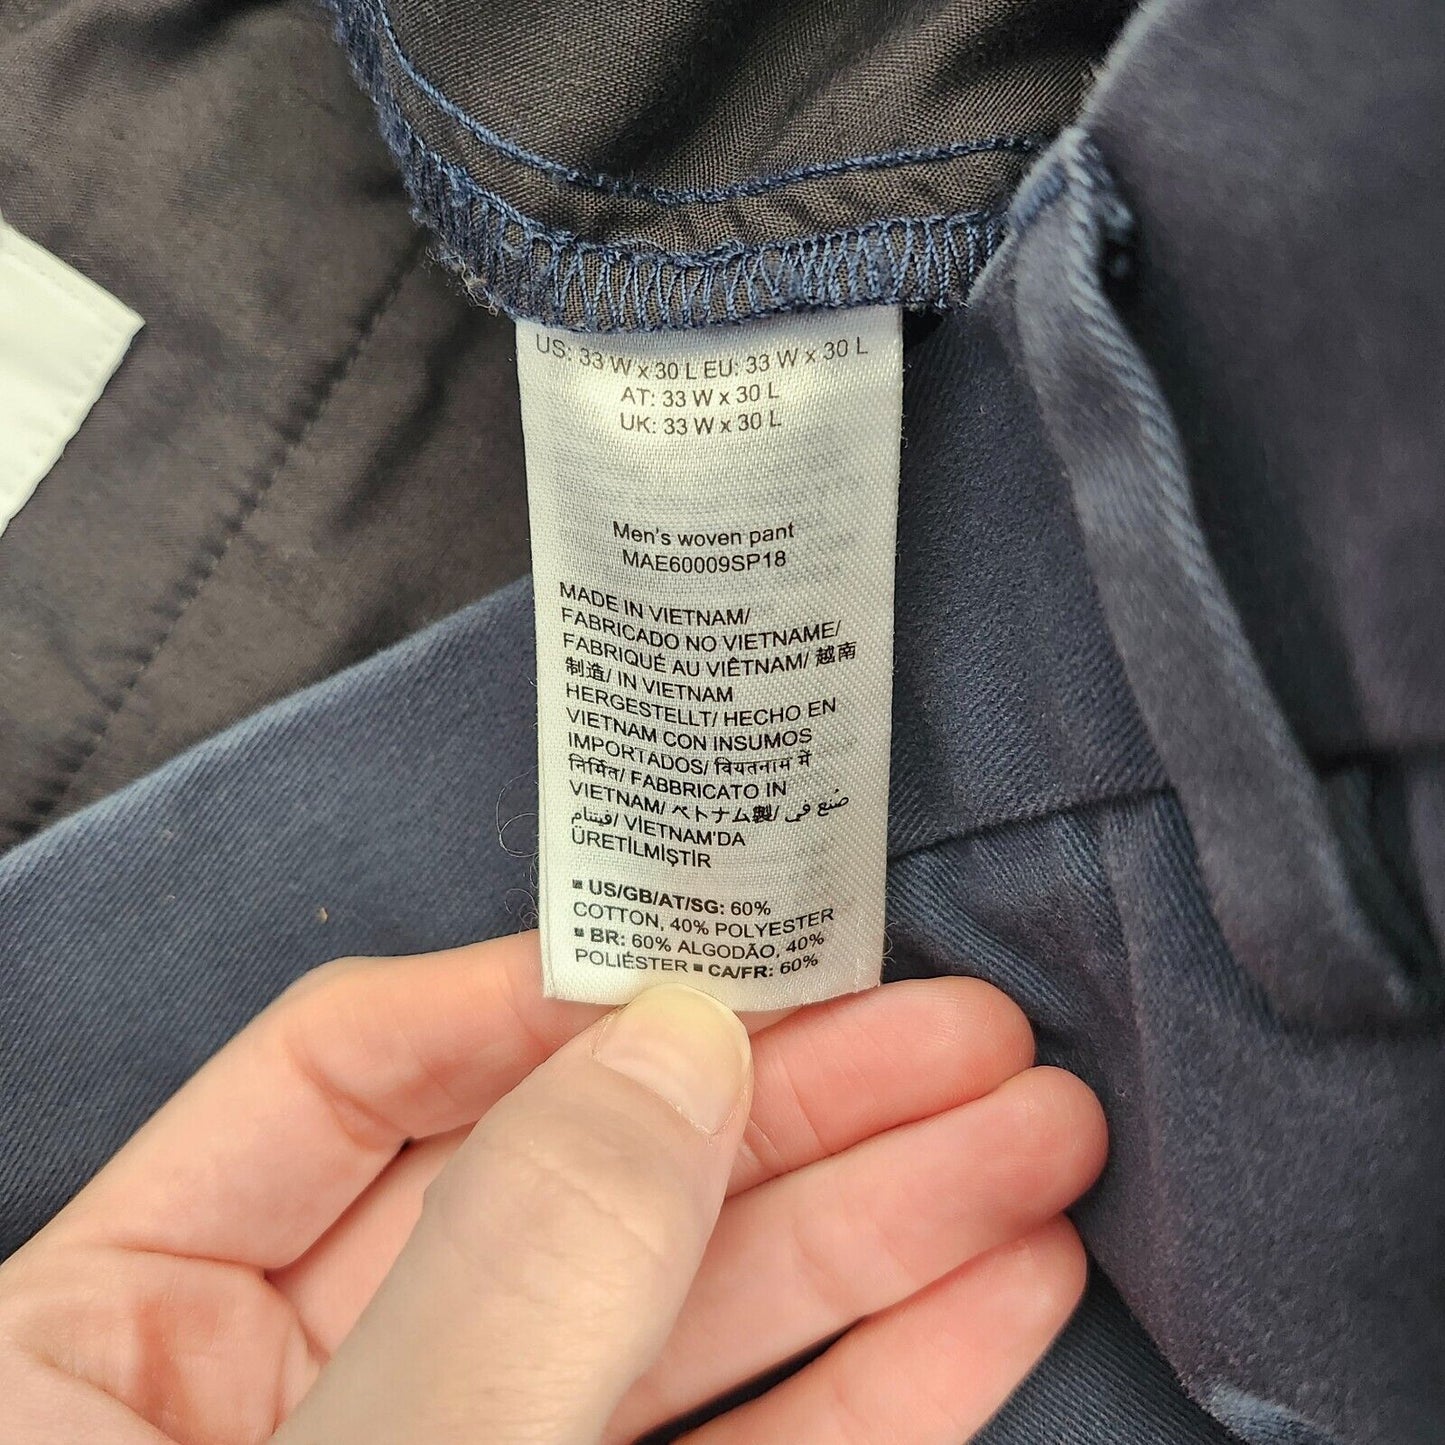 US: 33 W x 30 L EU: 33 W x 30 L
AT: 33 W x 30 L
UK: 33 W x 30 L
Men's woven pant
MAE60009SP18
MADE IN VIETNAM/
FABRICADO NO VIETNAME/
FABRIQUÉ AU VIÊTNAM/ 越南
制造/ IN VIETNAM
HERGESTELLT/ HECHO EN
VIETNAM CON INSUMOS
IMPORTADOS/ वियतनाम में
निर्मित/ FABBRICATO IN
VIETNAM/ ベトナム製/ صُنع في
فيتنام/ VİETNAM'DA
ÜRETİLMİŞTİR
▪ US/GB/AT/SG: 60%
COTTON, 40% POLYESTER
▪ BR: 60% ALGODÃO, 40%
POLIÉSTER ▪ CA/FR: 60%